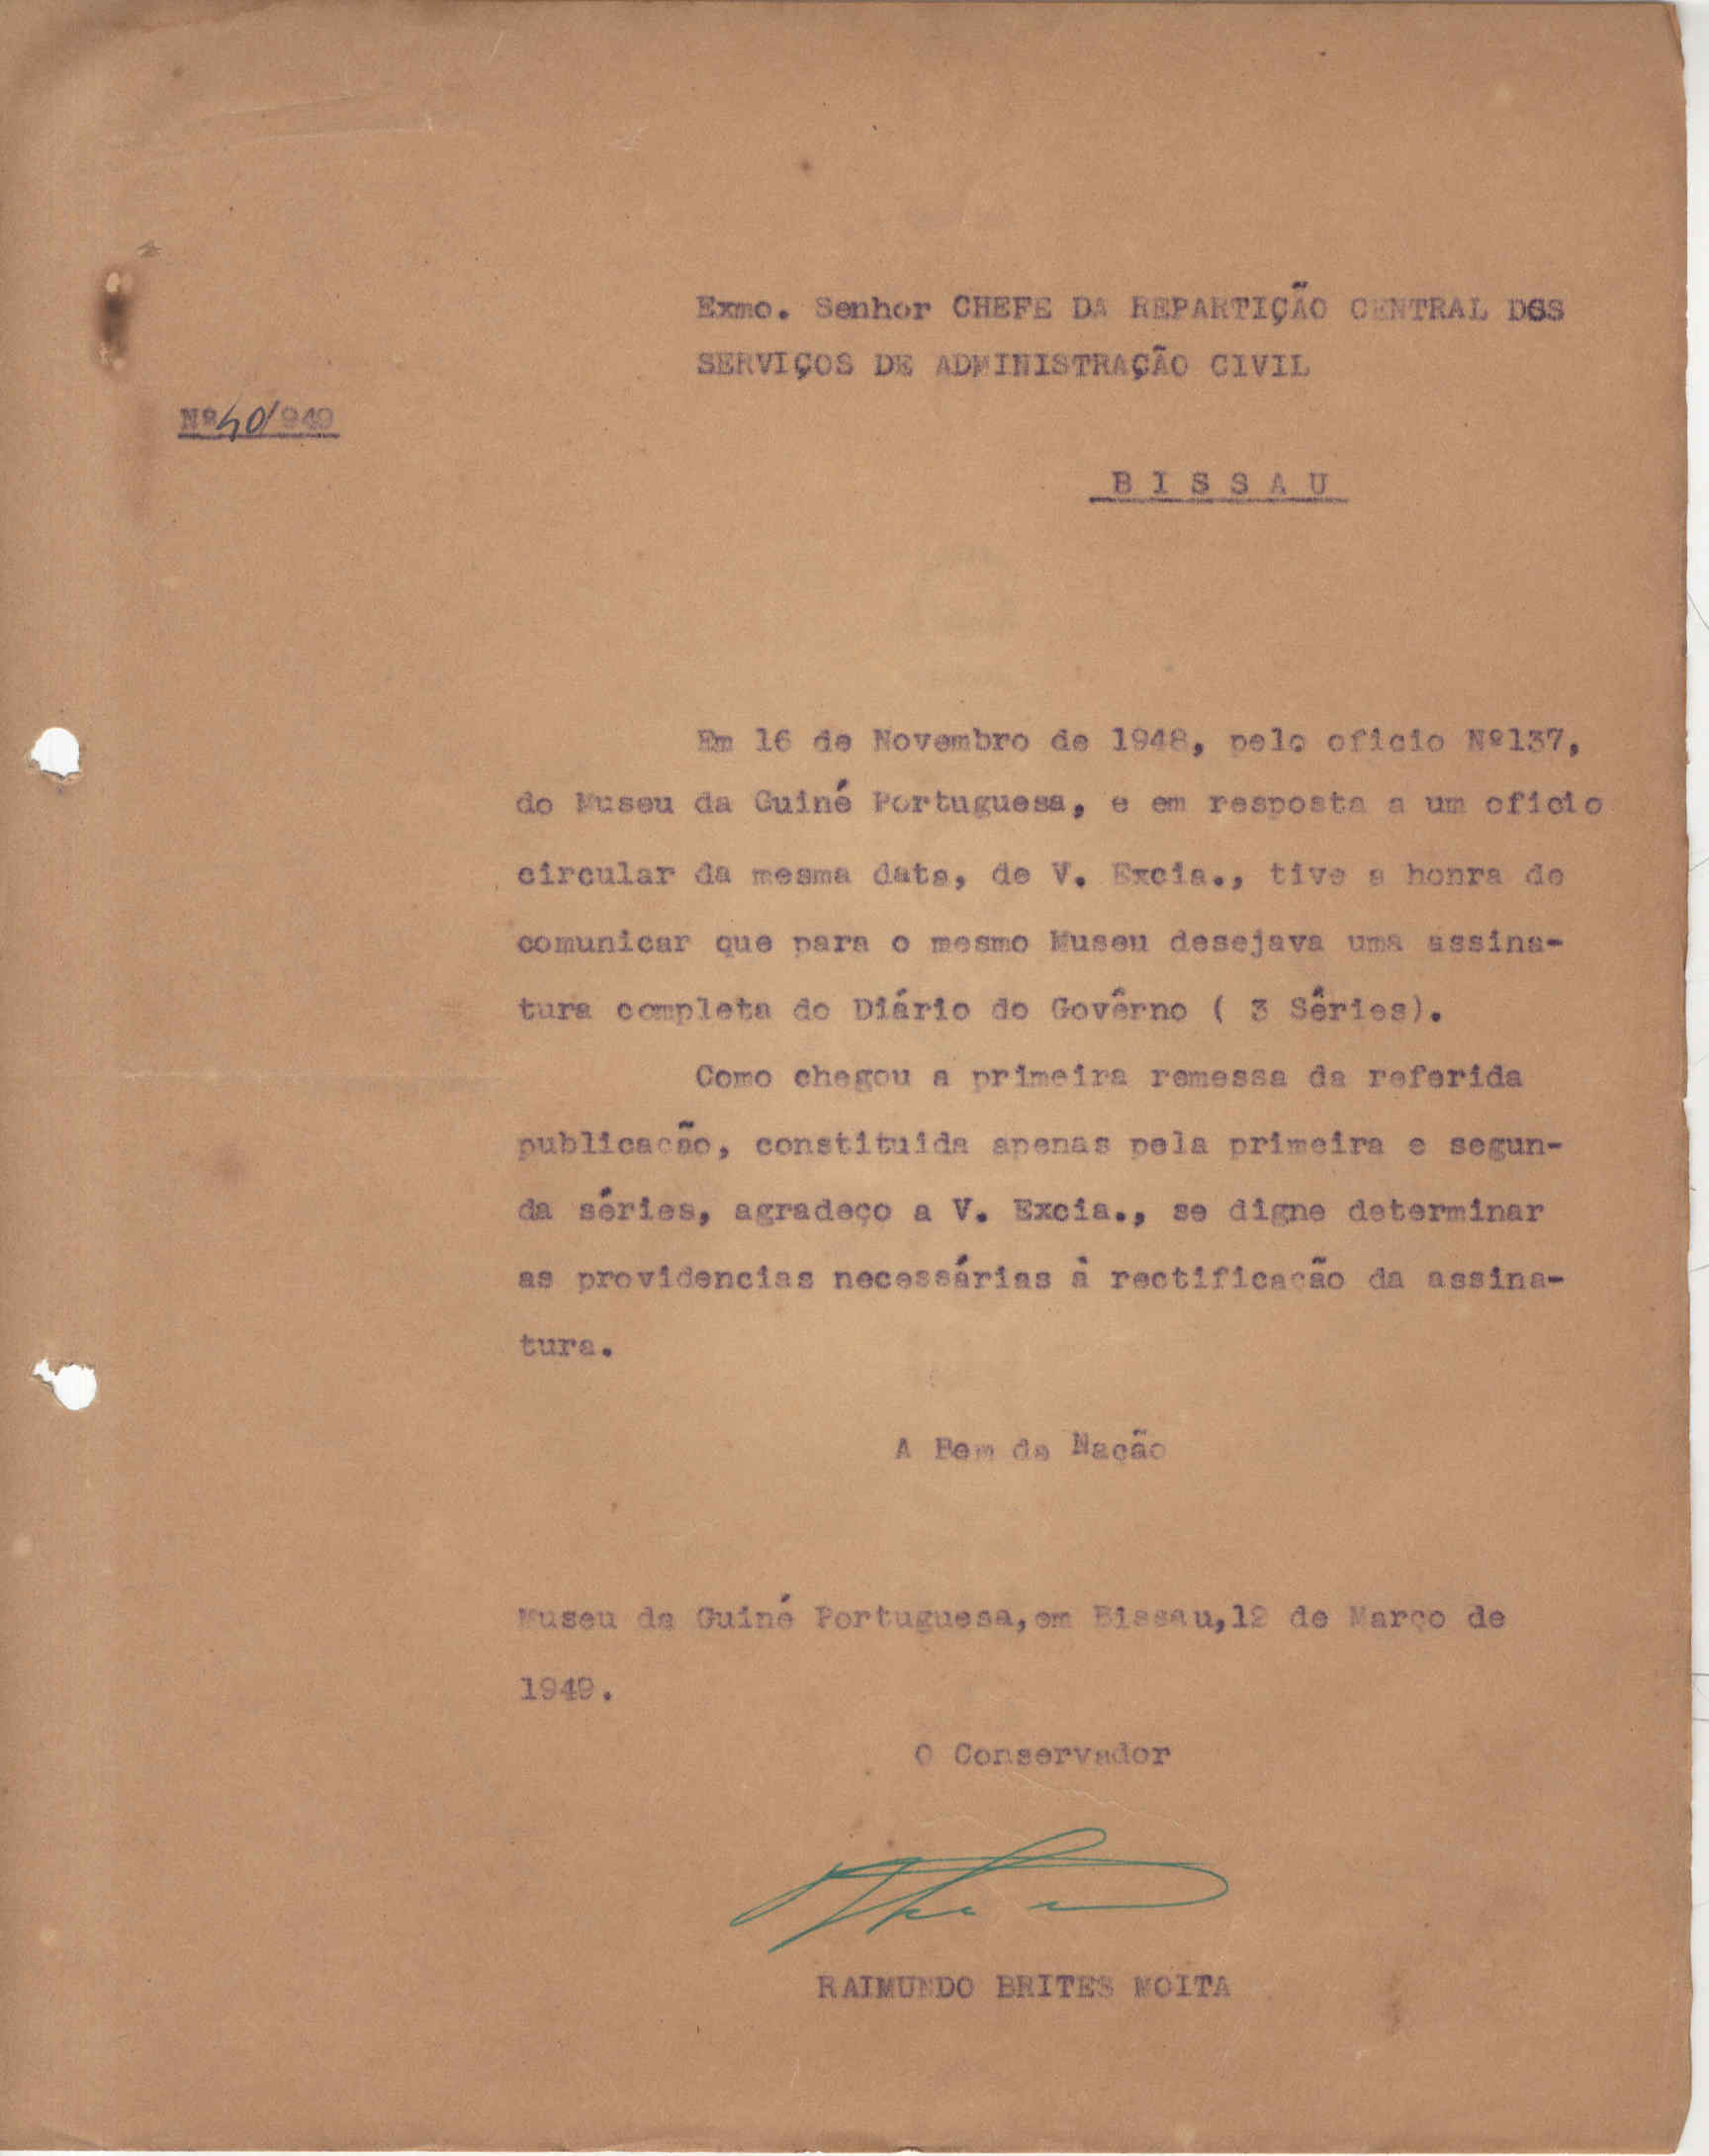 Exmo. Senhor CHEFE DA REPARTIÇÃO CENTRAL DOS
SERVIÇOS DE ADMINISTRAÇÃO CIVIL
Nº40/949
B I S S A U
Em 16 de Novembro de 1948, pelo oficio Nº137,
do Museu da Guiné Portuguesa, e em resposta a um oficio
circular da mesma data, de V. Excia., tive a honra de
comunicar que para o mesmo Museu desejava uma assina-
tura completa do Diário do Govêrno ( 3 Sêries).
Como chegou a primeira remessa da referida
publicação, constituida apenas pela primeira e segun-
da séries, agradeço a V. Excia., se digne determinar
as providencias necessárias à rectificação da assina-
tura.
A Bem da Nação
Museu da Guiné Portuguesa,em Bissau,12 de Março de
1949.
O Conservador
RAIMUNDO BRITES MOITA